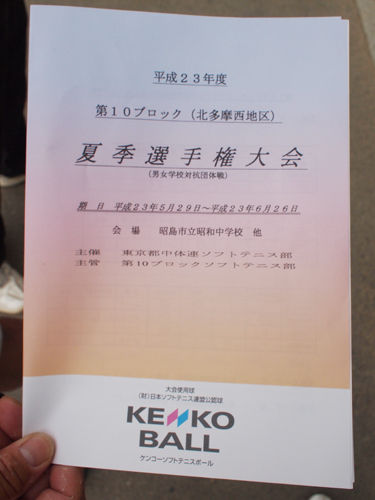 平成２３年度
第１０ブロック（北多摩西地区）
夏季選手権大会
(男女学校対抗団体戦)
期　日　平成２３年５月２９日～平成２３年６月２６日
会　場　昭島市立昭和中学校　他
主催　東京都中体連ソフトテニス部
主管　第１０ブロックソフトテニス部
大会使用球
(財)日本ソフトテニス連盟公認球
KENKO
BALL
ケンコーソフトテニスボール